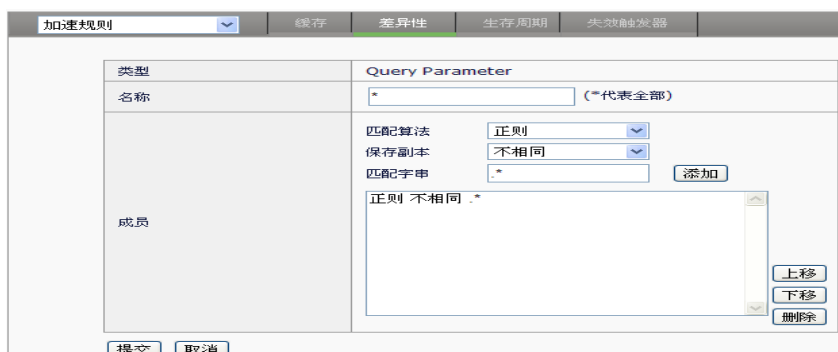 加速规则 缓存 差异性 生存周期 失效触发器
类型 Query Parameter
名称 * (*代表全部)
匹配算法 正则
保存副本 不相同
匹配字串 .* 添加
成员 正则 不相同 .*
上移
下移
删除
提交 取消